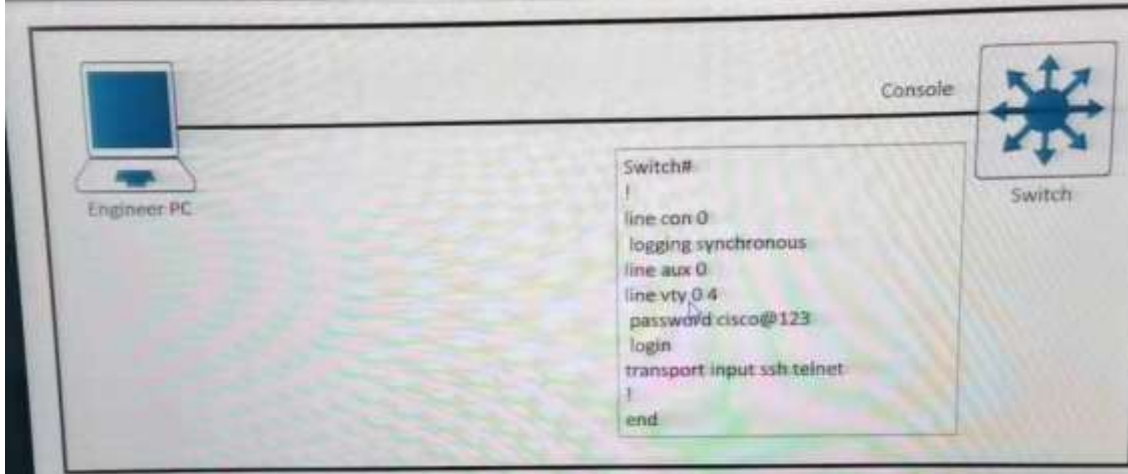 Console
Engineer PC
Switch
Switch#
!
line con 0
logging synchronous
line aux 0
line vty 0 4
password cisco@123
login
transport input ssh telnet
!
end